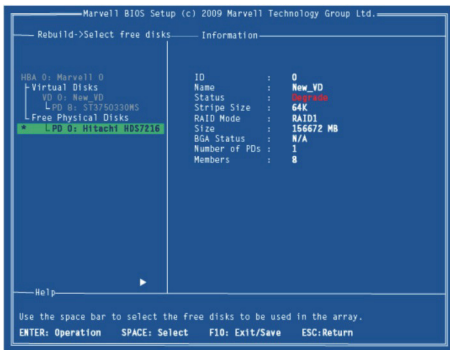 Marvell BIOS Setup (c) 2009 Marvell Technology Group Ltd.
Rebuild->Select free disks
Information
HBA 0: Marvell 0
Virtual Disks
VD 0: New_VD
PD 8: ST3750330NS
Free Physical Disks
* PD 0: Hitachi HDS7216
ID : 0
Name : New_VD
Status : Degrade
Stripe Size : 64K
RAID Mode : RAID1
Size : 156672 MB
BGA Status : N/A
Number of PDs : 1
Members : 8
Help
Use the space bar to select the free disks to be used in the array.
ENTER: Operation SPACE: Select F10: Exit/Save ESC:Return